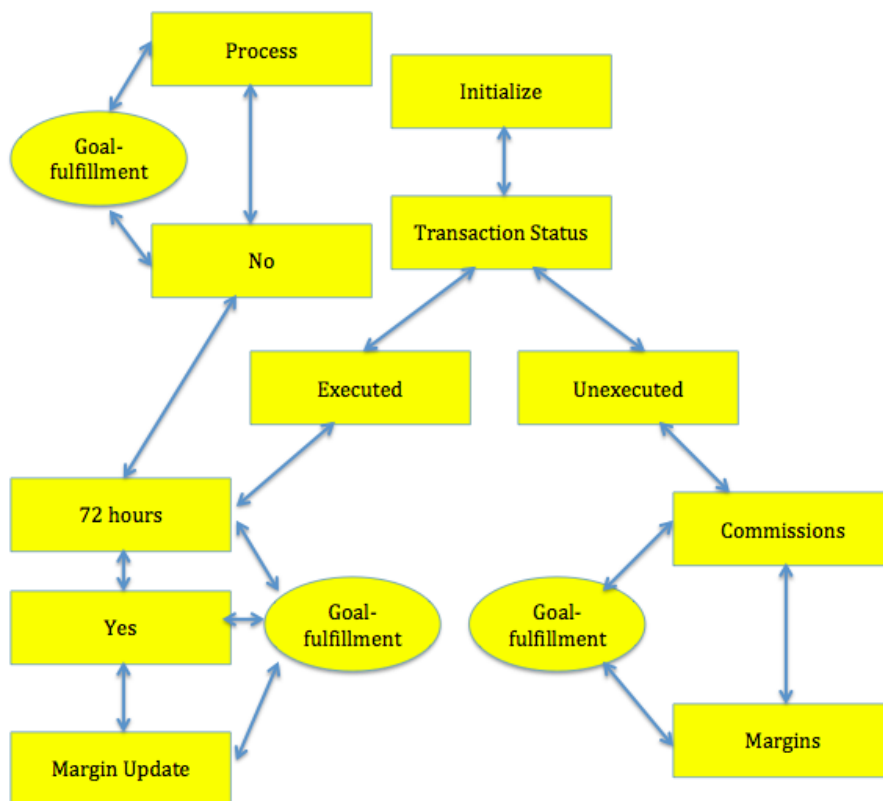 Process
Initialize
Goal-
fulfillment
Transaction Status
No
Executed
Unexecuted
72 hours
Commissions
Yes
Goal-
fulfillment
Goal-
fulfillment
Margin Update
Margins